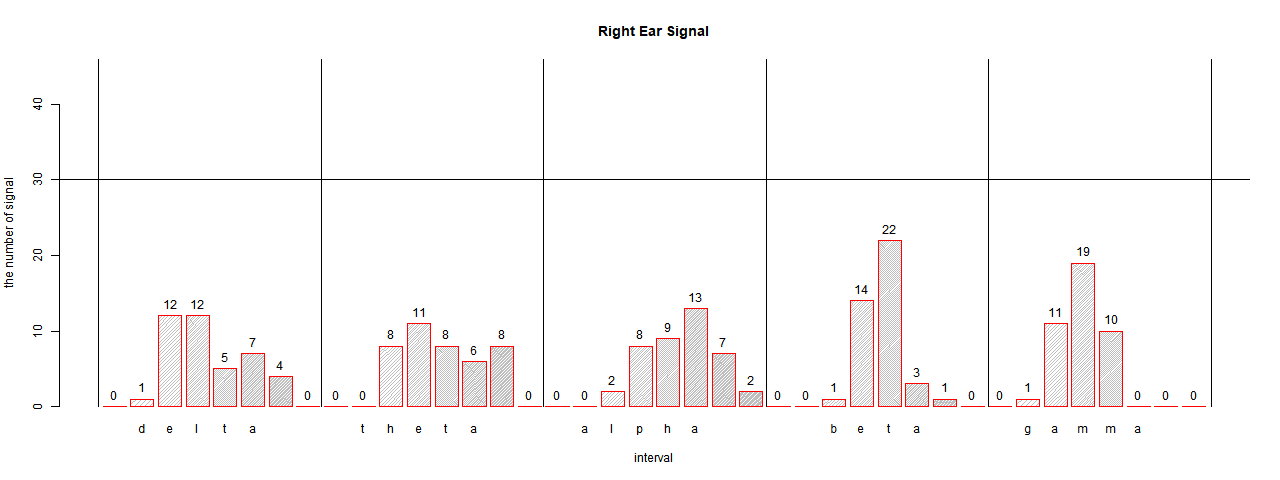 Right Ear Signal
the number of signal
40
30
20
10
0
0 1 12 12 5 7 4 0 0 0 8 11 8 6 8 0 0 0 2 8 9 13 7 2 0 0 1 14 22 3 1 0 0 1 11 19 10 0 0 0
d e l t a t h e t a a l p h a b e t a g a m m a
interval